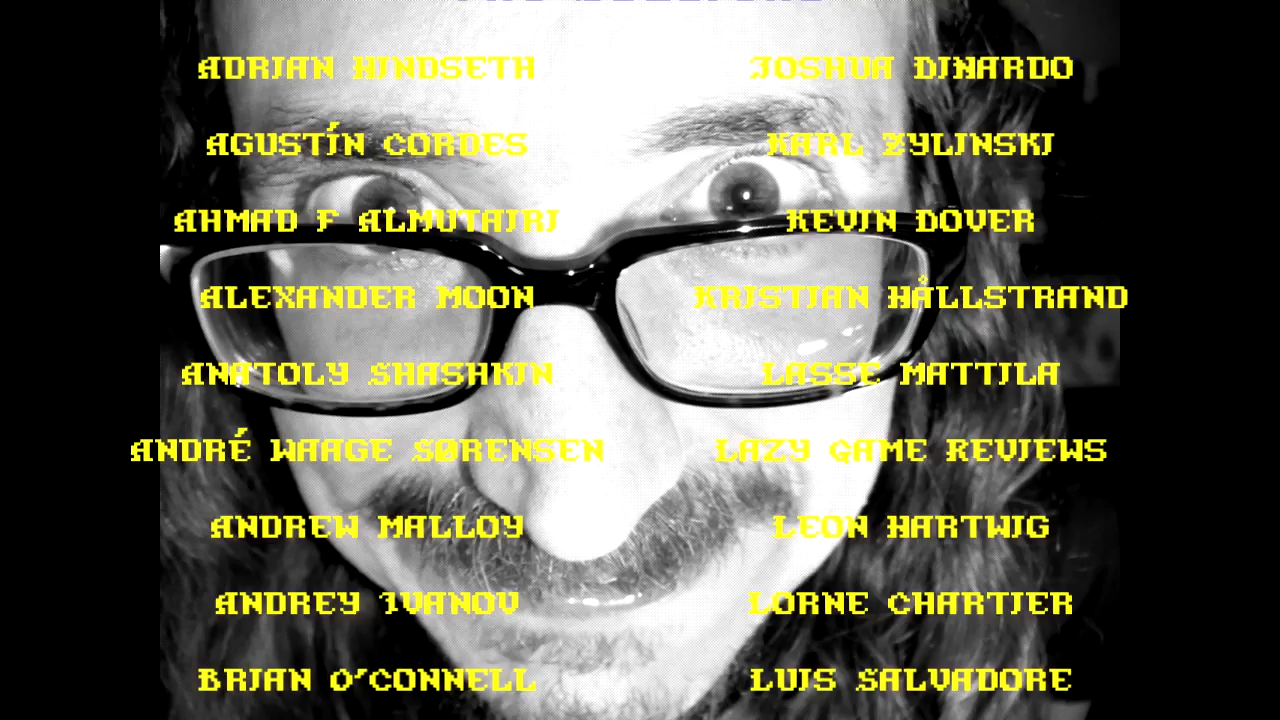 ADRIAN HINDSETH
AGUSTÍN CORDES
AHMAD F ALMUTAIRI
ALEXANDER MOON
ANATOLY SHASHKIN
ANDRÉ WAAGE SØRENSEN
ANDREW MALLOY
ANDREY IVANOV
BRIAN O'CONNELL
JOSHUA DINARDO
KARL ZYLINSKI
KEVIN DOVER
KRISTIAN HÅLLSTRAND
LASSE MATTILA
LAZY GAME REVIEWS
LEON HARTWIG
LORNE CHARTIER
LUIS SALVADORE